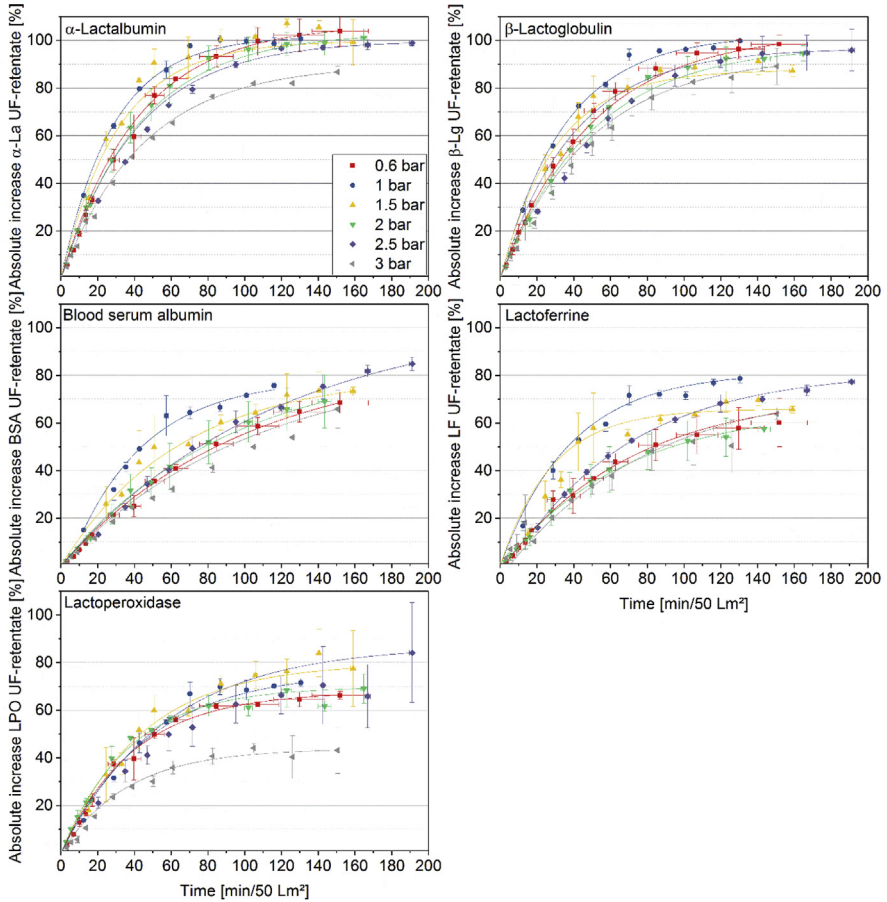 α-Lactalbumin
Absolute increase α-La UF-retentate [%]
100
80
60
40
20
0 20 40 60 80 100 120 140 160 180 200
0.6 bar
1 bar
1.5 bar
2 bar
2.5 bar
3 bar
β-Lactoglobulin
Absolute increase β-Lg UF-retentate [%]
100
80
60
40
20
0 20 40 60 80 100 120 140 160 180 200
Blood serum albumin
Absolute increase BSA UF-retentate [%]
100
80
60
40
20
0 20 40 60 80 100 120 140 160 180 200
Lactoferrine
Absolute increase LF UF-retentate [%]
100
80
60
40
20
0 20 40 60 80 100 120 140 160 180 200
Time [min/50 Lm²]
Lactoperoxidase
Absolute increase LPO UF-retentate [%]
100
80
60
40
20
0 20 40 60 80 100 120 140 160 180 200
Time [min/50 Lm²]